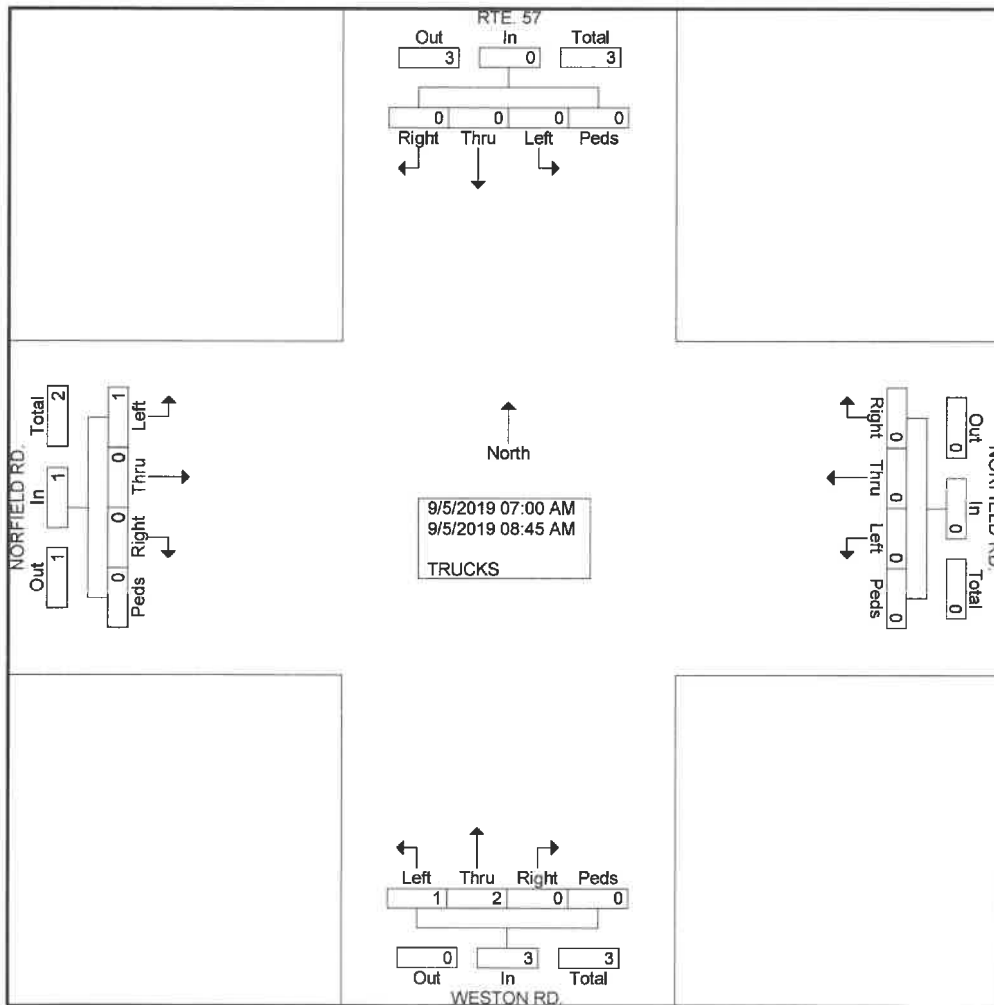 RTE. 57
Out In Total
3 0 3
0 0 0 0
Right Thru Left Peds
NORFIELD RD.
Total In Out
2 1 1
1 0 0 0
Left Thru Right Peds
North
9/5/2019 07:00 AM
9/5/2019 08:45 AM
TRUCKS
Right Thru Left Peds
0 0 0 0
Out In Total
0 0 0
NORFIELD RD.
Left Thru Right Peds
1 2 0 0
0 3 3
Out In Total
WESTON RD.